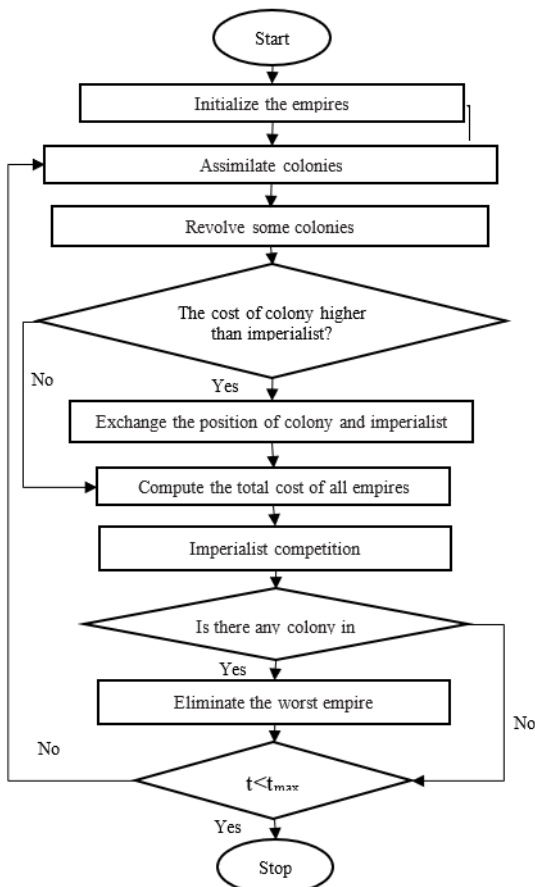 Start
Initialize the empires
Assimilate colonies
Revolve some colonies
The cost of colony higher
than imperialist?
No
Yes
Exchange the position of colony and imperialist
Compute the total cost of all empires
Imperialist competition
Is there any colony in
Yes
Eliminate the worst empire
No
No
t<tmax
Yes
Stop